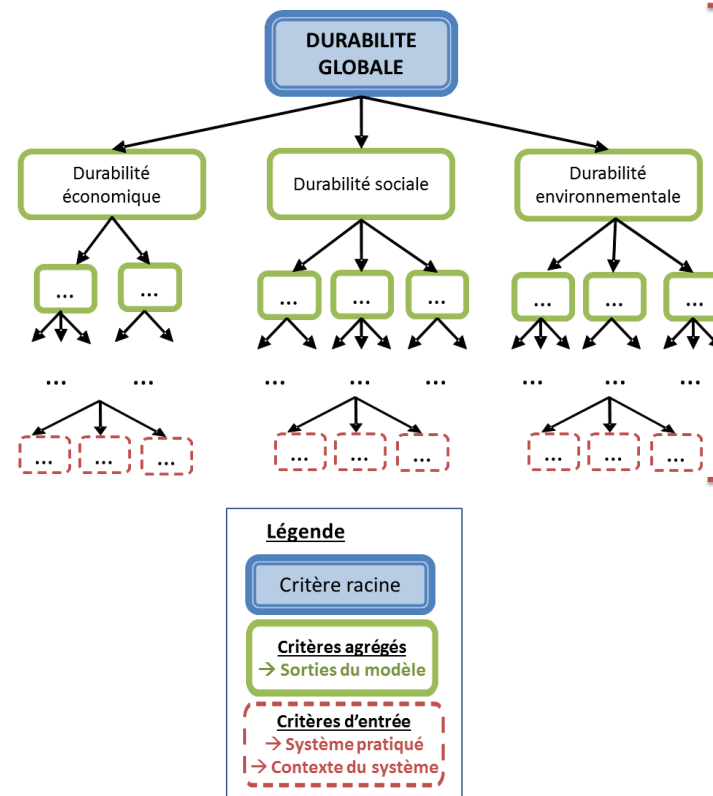 DURABILITE
GLOBALE
Durabilité
économique
Durabilité sociale
Durabilité
environnementale
... ... ... ... ... ... ... ...
... ... ... ... ... ... ... ...
... ... ... ... ... ... ... ... ...
Légende
Critère racine
Critères agrégés
→ Sorties du modèle
Critères d'entrée
→ Système pratiqué
→ Contexte du système